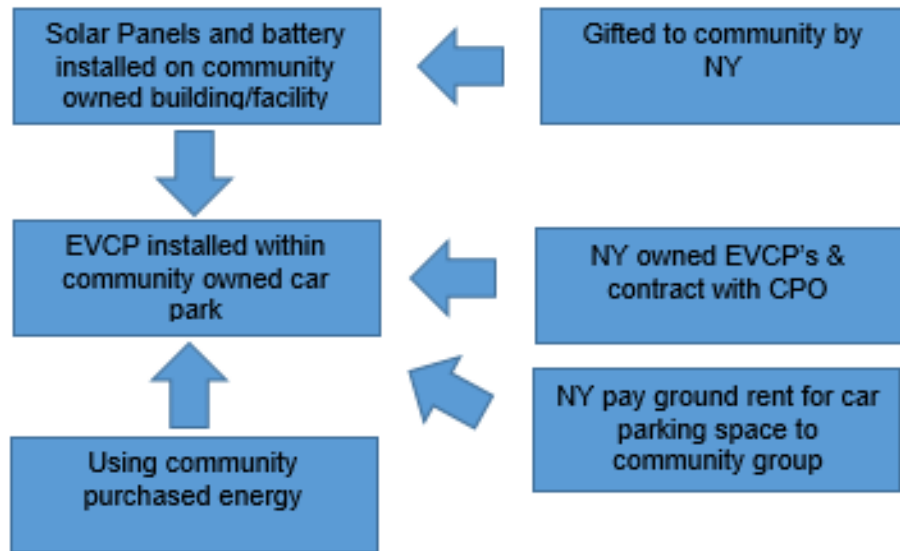 Solar Panels and battery
installed on community
owned building/facility
Gifted to community by
NY
EVCP installed within
community owned car
park
NY owned EVCP's &
contract with CPO
NY pay ground rent for car
parking space to
community group
Using community
purchased energy